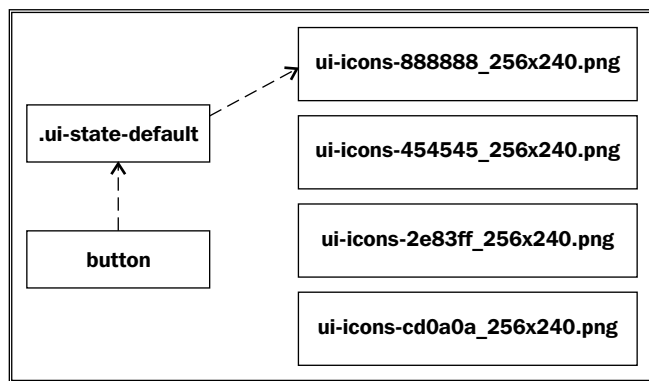 .ui-state-default
button
ui-icons-888888_256x240.png
ui-icons-454545_256x240.png
ui-icons-2e83ff_256x240.png
ui-icons-cd0a0a_256x240.png